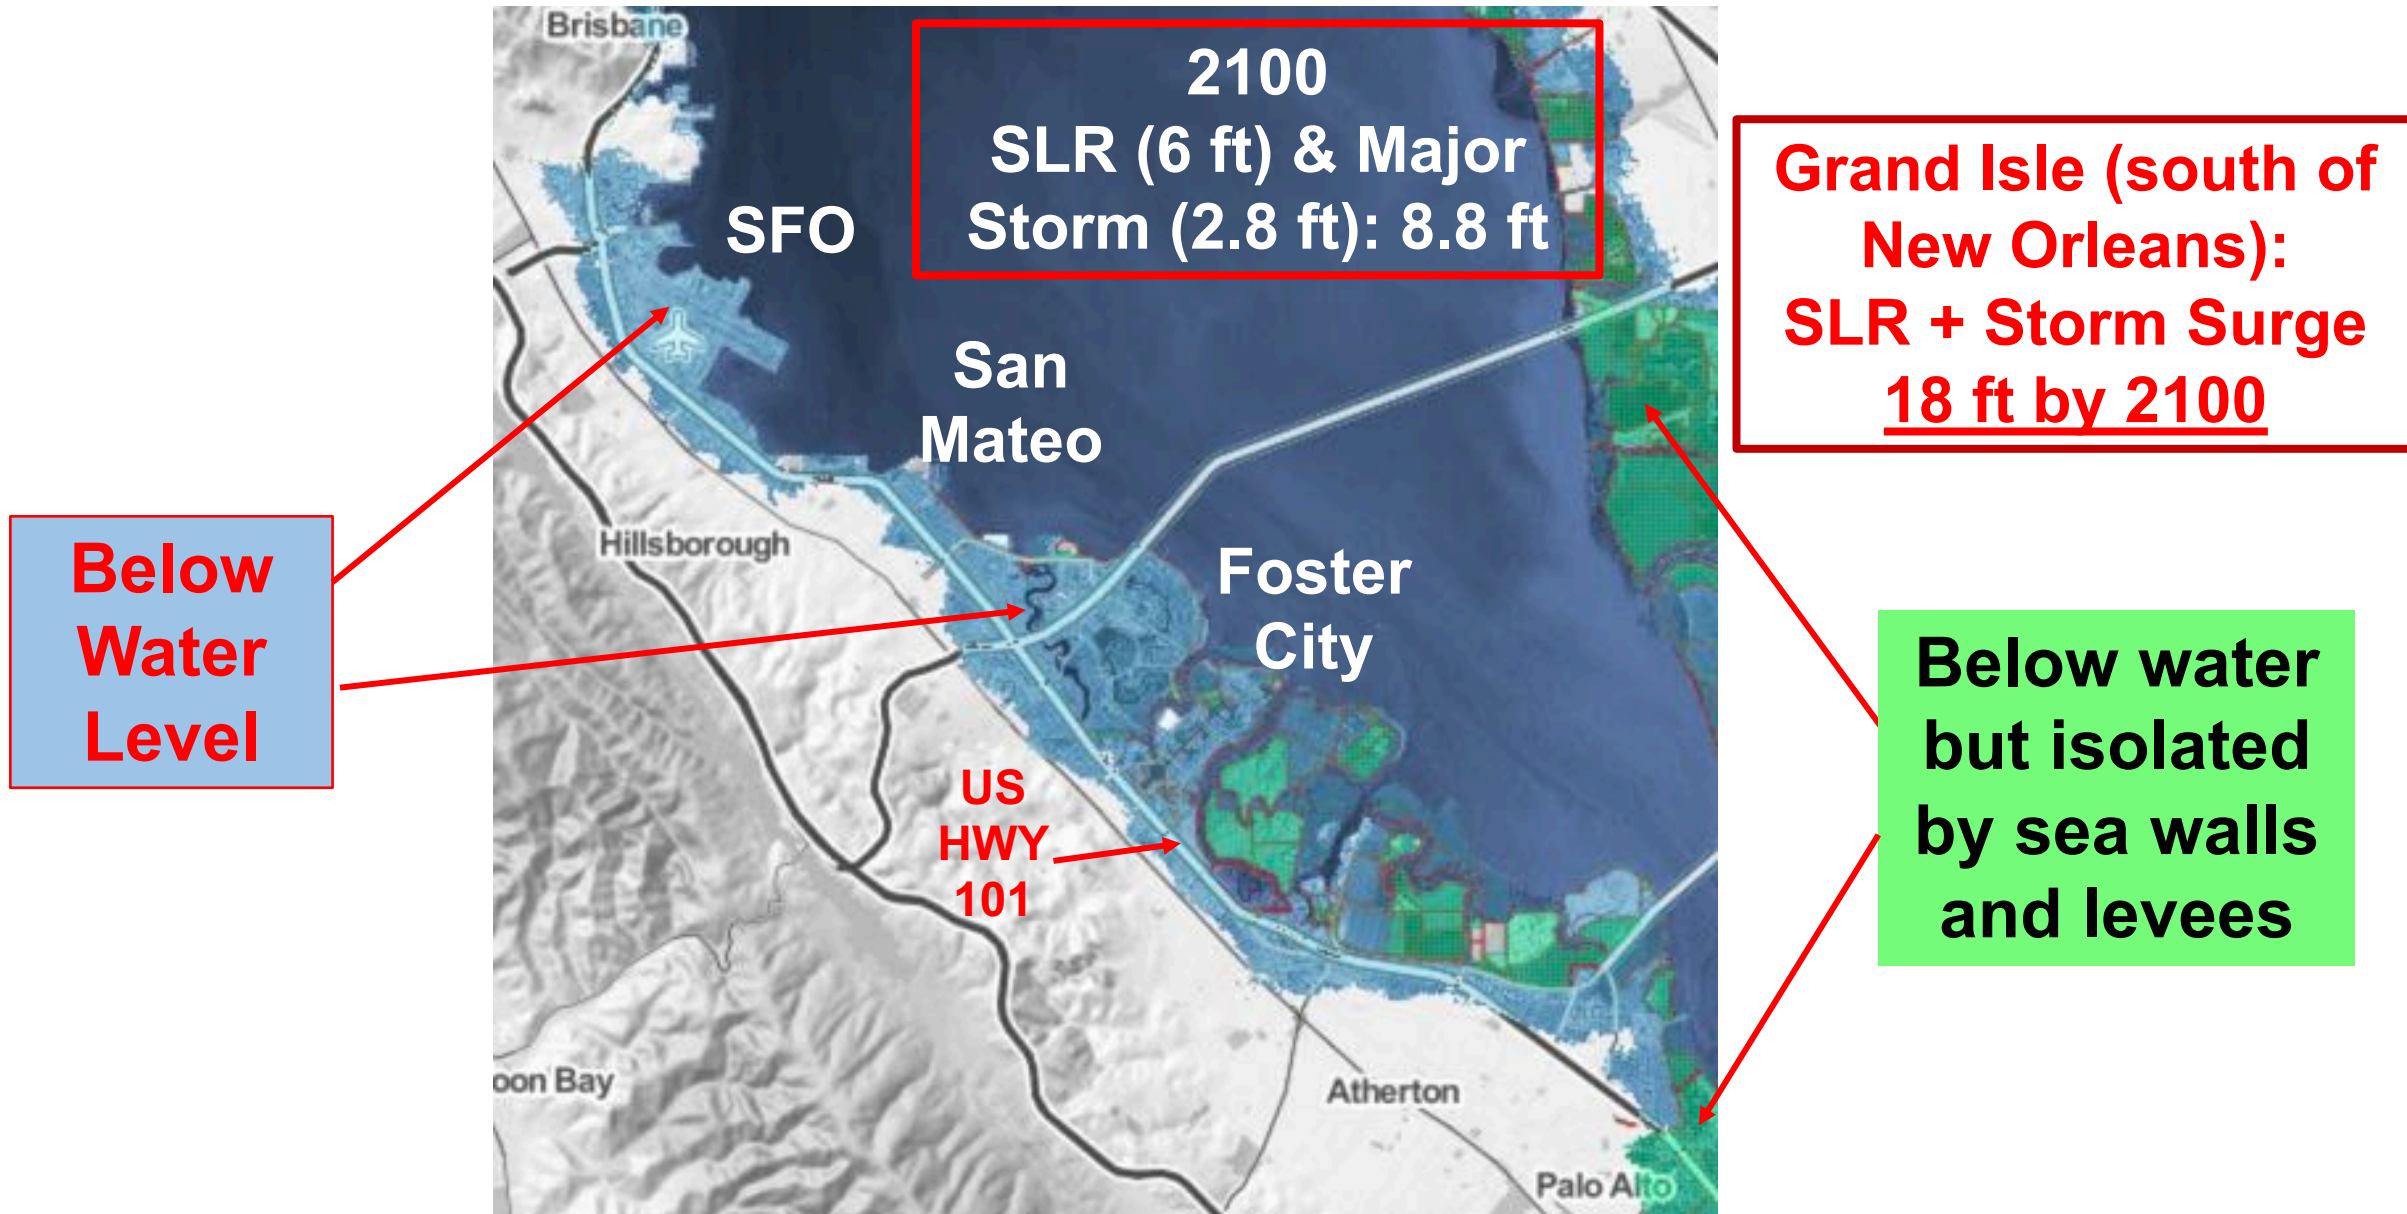 Brisbane
2100
SLR (6 ft) & Major
Storm (2.8 ft): 8.8 ft
Grand Isle (south of
New Orleans):
SLR + Storm Surge
18 ft by 2100
SFO
San
Mateo
Hillsborough
Below
Water
Level
Foster
City
Below water
but isolated
by sea walls
and levees
US
HWY
101
oon Bay
Atherton
Palo Alto